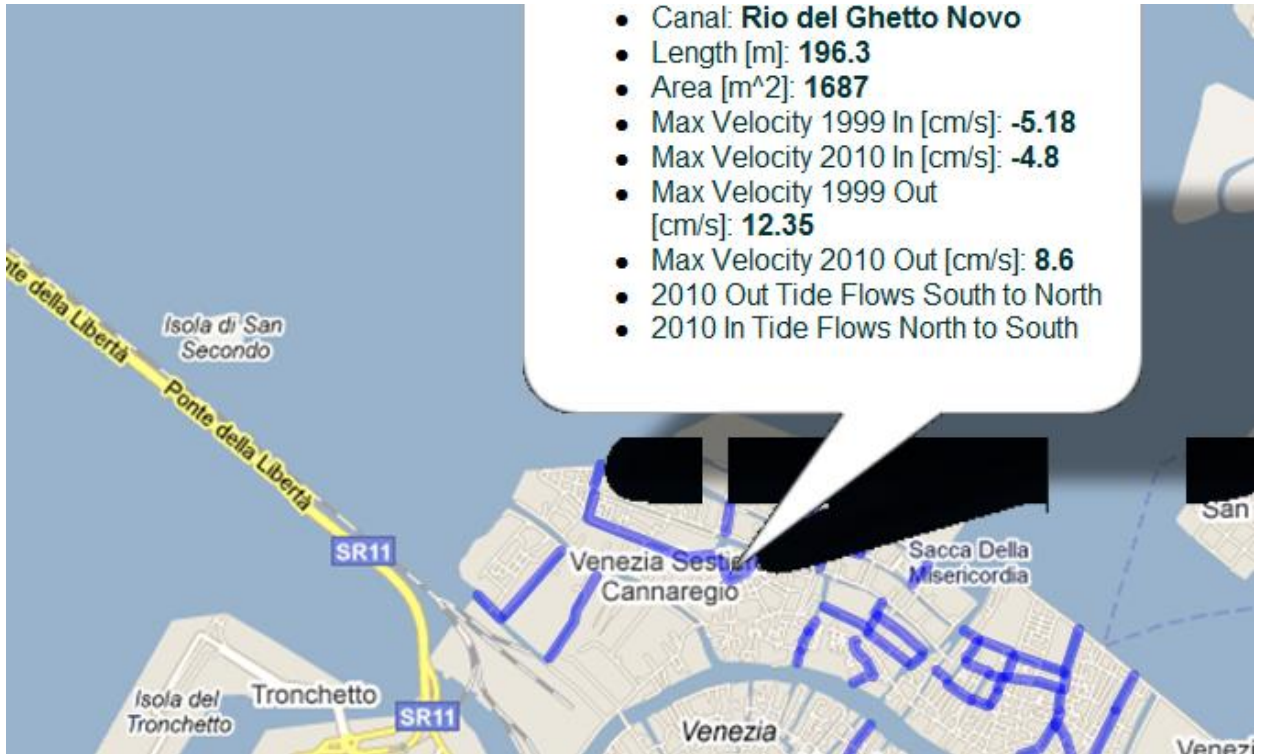 • Canal: Rio del Ghetto Novo
• Length [m]: 196.3
• Area [m^2]: 1687
• Max Velocity 1999 In [cm/s]: -5.18
• Max Velocity 2010 In [cm/s]: -4.8
• Max Velocity 1999 Out
[cm/s]: 12.35
• Max Velocity 2010 Out [cm/s]: 8.6
• 2010 Out Tide Flows South to North
• 2010 In Tide Flows North to South
nte della Libertà
Isola di San
Secondo
Ponte della Libertà
SR11
San
Venezia Sestier
Cannaregio
Sacca Della
Misericordia
Isola del
Tronchetto
Tronchetto
SR11
Venezia
Venezi